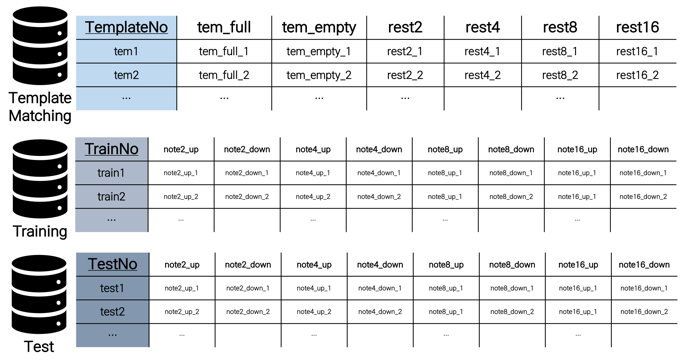 TemplateNo tem_full tem_empty rest2 rest4 rest8 rest16
tem1 tem_full_1 tem_empty_1 rest2_1 rest4_1 rest8_1 rest16_1
tem2 tem_full_2 tem_empty_2 rest2_2 rest4_2 rest8_2 rest16_2
... ... ... ... ...
Template
Matching
TrainNo note2_up note2_down note4_up note4_down note8_up note8_down note16_up note16_down
train1 note2_up_1 note2_down_1 note4_up_1 note4_down_1 note8_up_1 note8_down_1 note16_up_1 note16_down_1
train2 note2_up_2 note2_down_2 note4_up_2 note4_down_2 note8_up_2 note8_down_2 note16_up_1 note16_down_2
... ... ... ... ...
Training
TestNo note2_up note2_down note4_up note4_down note8_up note8_down note16_up note16_down
test1 note2_up_1 note2_down_1 note4_up_1 note4_down_1 note8_up_1 note8_down_1 note16_up_1 note16_down_1
test2 note2_up_2 note2_down_2 note4_up_2 note4_down_2 note8_up_2 note8_down_2 note16_up_1 note16_down_2
... ... ... ... ...
Test